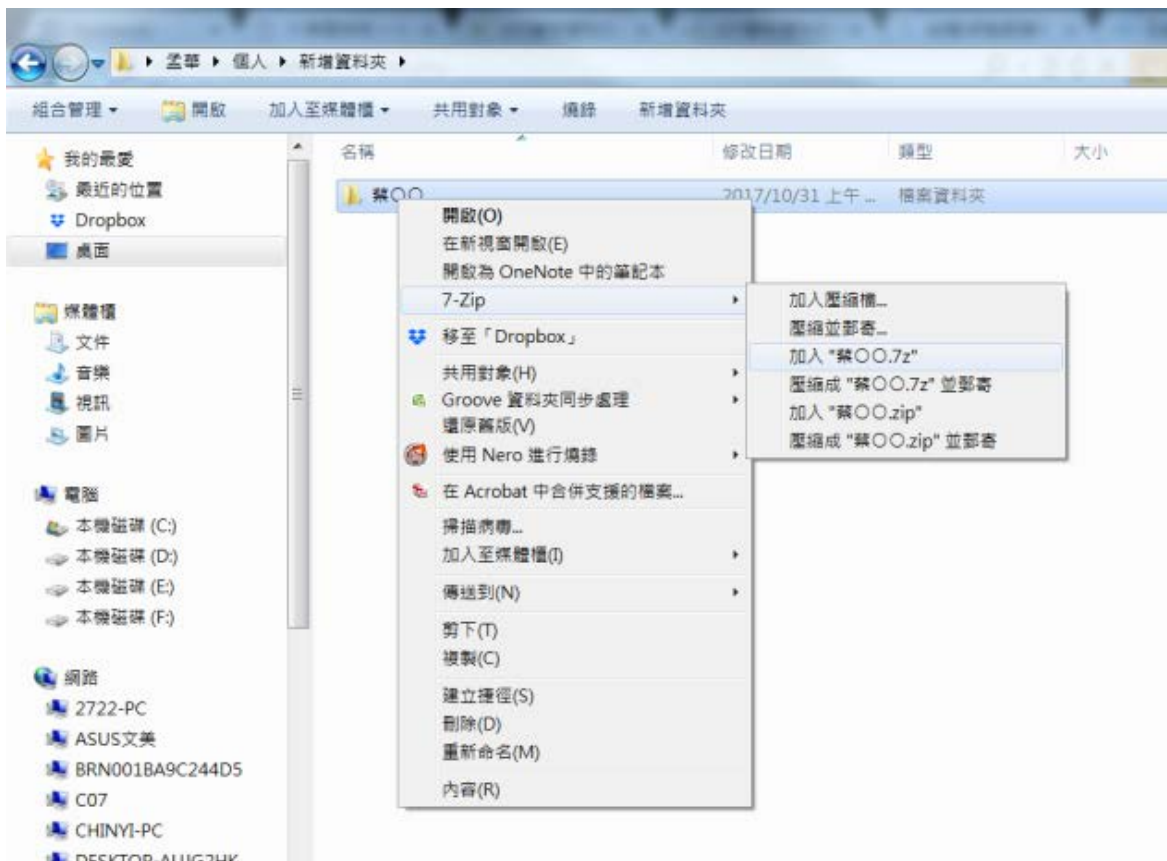 孟華 ▸ 個人 ▸ 新增資料夾 ▸
組合管理 開啟 加入至媒體櫃 共用對象 燒錄 新增資料夾
名稱 修改日期 類型 大小
蔡〇〇 2017/10/31 上午 ... 檔案資料夾
我的最愛
最近的位置
Dropbox
桌面
媒體櫃
文件
音樂
視訊
圖片
電腦
本機磁碟 (C:)
本機磁碟 (D:)
本機磁碟 (E:)
本機磁碟 (F:)
網路
2722-PC
ASUS文美
BRN001BA9C244D5
C07
CHINYI-PC
開啟(O)
在新視窗開啟(E)
開啟為 OneNote 中的筆記本
7-Zip
移至「Dropbox」
共用對象(H)
Groove 資料夾同步處理
還原舊版(V)
使用 Nero 進行燒錄
在 Acrobat 中合併支援的檔案...
掃描病毒...
加入至媒體櫃(I)
傳送到(N)
剪下(T)
複製(C)
建立捷徑(S)
刪除(D)
重新命名(M)
內容(R)
加入壓縮檔...
壓縮並郵寄...
加入 "蔡〇〇.7z"
壓縮成 "蔡〇〇.7z" 並郵寄
加入 "蔡〇〇.zip"
壓縮成 "蔡〇〇.zip" 並郵寄